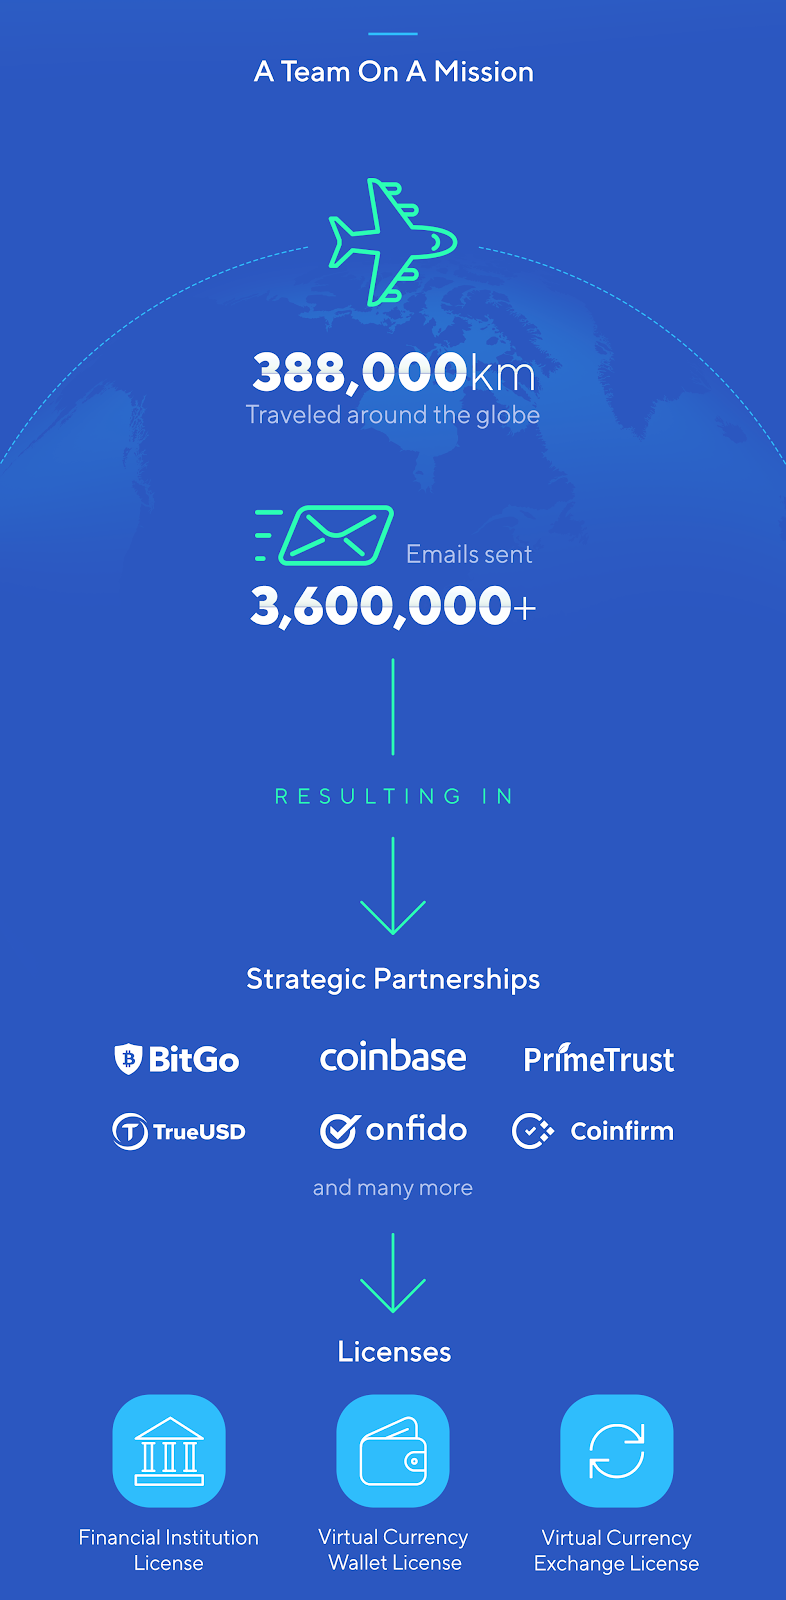 A Team On A Mission
388,000km
Traveled around the globe
Emails sent
3,600,000+
RESULTING IN
Strategic Partnerships
BitGo
coinbase
PrimeTrust
TrueUSD
onfido
Coinfirm
and many more
Licenses
Financial Institution
License
Virtual Currency
Wallet License
Virtual Currency
Exchange License